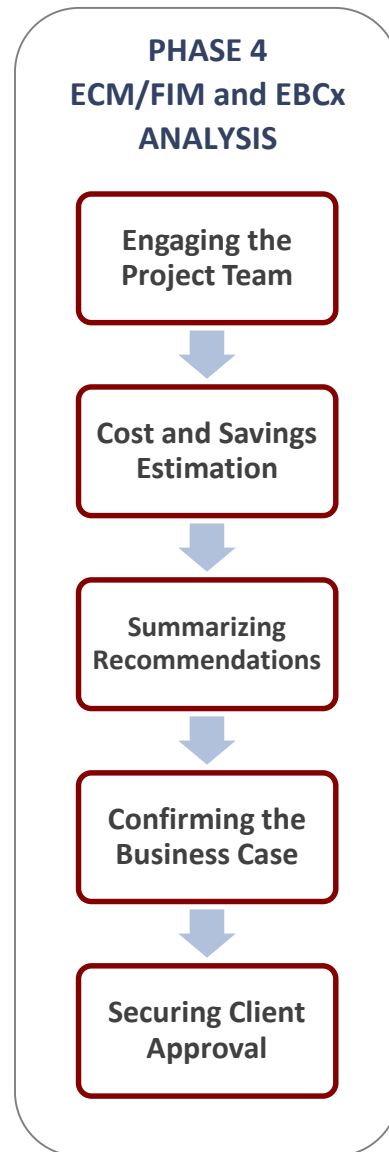 PHASE 4
ECM/FIM and EBCx
ANALYSIS
Engaging the
Project Team
Cost and Savings
Estimation
Summarizing
Recommendations
Confirming the
Business Case
Securing Client
Approval